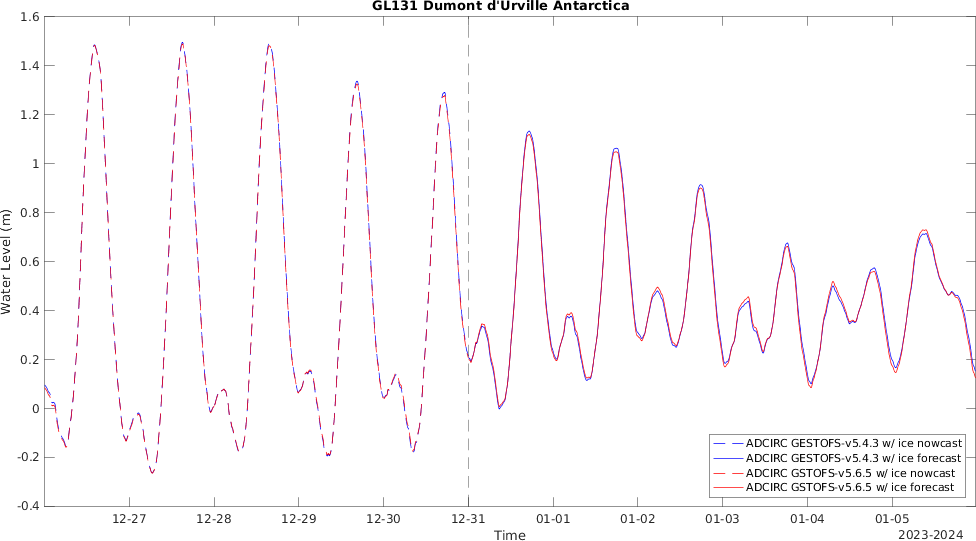 GL131 Dumont d'Urville Antarctica
1.6
1.4
1.2
1
0.8
0.6
0.4
0.2
0
-0.2
-0.4
Water Level (m)
12-27 12-28 12-29 12-30 12-31 01-01 01-02 01-03 01-04 01-05
Time
2023-2024
ADCIRC GESTOFS-v5.4.3 w/ ice nowcast
ADCIRC GESTOFS-v5.4.3 w/ ice forecast
ADCIRC GSTOFS-v5.6.5 w/ ice nowcast
ADCIRC GSTOFS-v5.6.5 w/ ice forecast